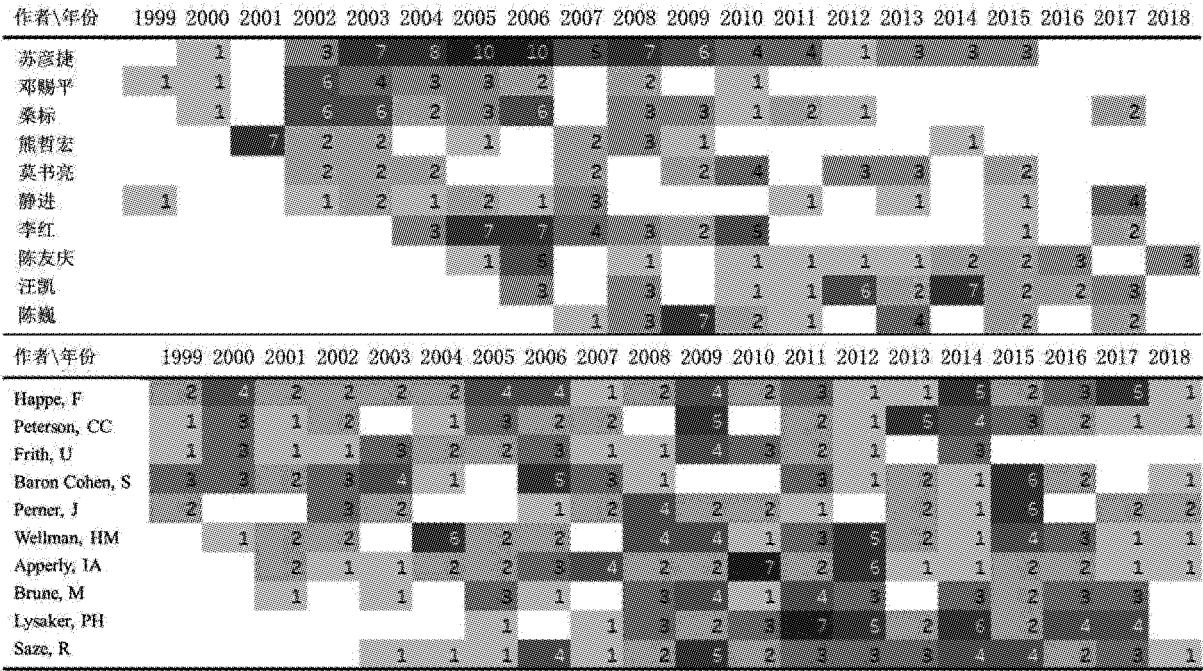 作者\年份 1999 2000 2001 2002 2003 2004 2005 2006 2007 2008 2009 2010 2011 2012 2013 2014 2015 2016 2017 2018
苏彦捷 1 3 7 8 10 10 5 7 6 4 4 1 3 3 3
邓赐平 1 1 6 4 3 3 2 2 1
桑标 1 6 6 2 3 6 3 3 1 2 1 2
熊哲宏 7 2 2 1 2 3 1 1
莫书亮 2 2 2 2 2 4 3 3 2
静进 1 1 2 1 2 1 3 1 1 1 4
李红 3 7 7 4 3 2 5 1 2
陈友庆 1 5 1 1 1 1 1 2 2 3 3
汪凯 3 3 1 1 6 2 7 2 2 3
陈巍 1 3 7 2 1 4 2 2
作者\年份 1999 2000 2001 2002 2003 2004 2005 2006 2007 2008 2009 2010 2011 2012 2013 2014 2015 2016 2017 2018
Happe, F 2 4 2 2 2 2 4 4 1 2 4 2 3 1 1 5 2 3 5 1
Peterson, CC 1 3 1 2 1 3 2 2 5 2 1 5 4 3 2 1 1
Frith, U 1 3 1 1 3 2 2 3 1 1 4 3 2 1 3
Baron Cohen, S 3 3 2 3 4 1 5 3 1 3 1 2 1 6 2 1
Perner, J 2 3 2 1 2 4 2 2 1 2 1 6 2 2
Wellman, HM 1 2 2 6 2 2 4 4 1 3 5 2 1 4 3 1 1
Apperly, IA 2 1 1 2 2 3 4 2 2 7 2 6 1 1 2 2 1 1
Brune, M 1 1 3 1 3 4 1 4 3 3 2 3 3
Lysaker, PH 1 1 3 2 3 7 5 2 6 2 4 4
Saze, R 1 1 1 4 1 2 5 2 3 3 3 4 4 2 3 1